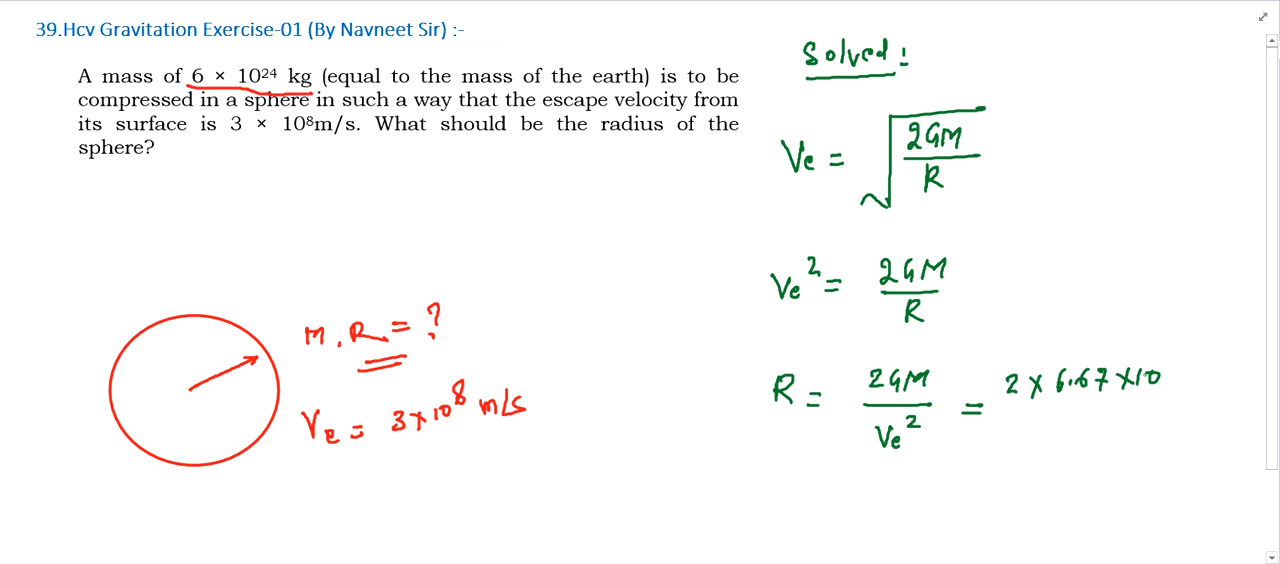 39.Hcv Gravitation Exercise-01 (By Navneet Sir) :-
A mass of 6 × 10²⁴ kg (equal to the mass of the earth) is to be
compressed in a sphere in such a way that the escape velocity from
its surface is 3 × 10⁸m/s. What should be the radius of the
sphere?
M, R = ?
Ve = 3×10⁸ m/s
Solved :
Ve = √(2GM/R)
Ve² = 2GM/R
R = 2GM/Ve² = 2 × 6.67 × 10